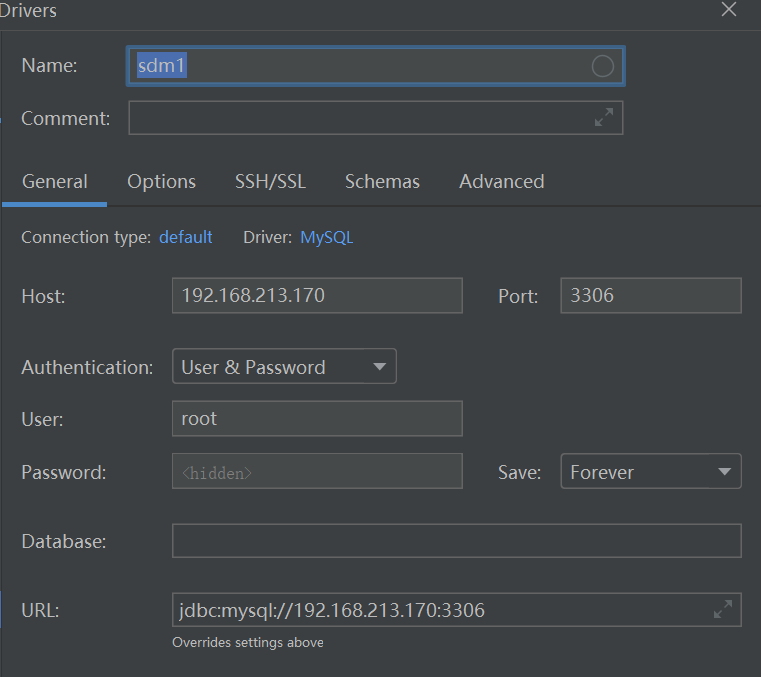 Drivers
Name: sdm1
Comment:
General Options SSH/SSL Schemas Advanced
Connection type: default Driver: MySQL
Host: 192.168.213.170 Port: 3306
Authentication: User & Password
User: root
Password: <hidden> Save: Forever
Database:
URL: jdbc:mysql://192.168.213.170:3306
Overrides settings above